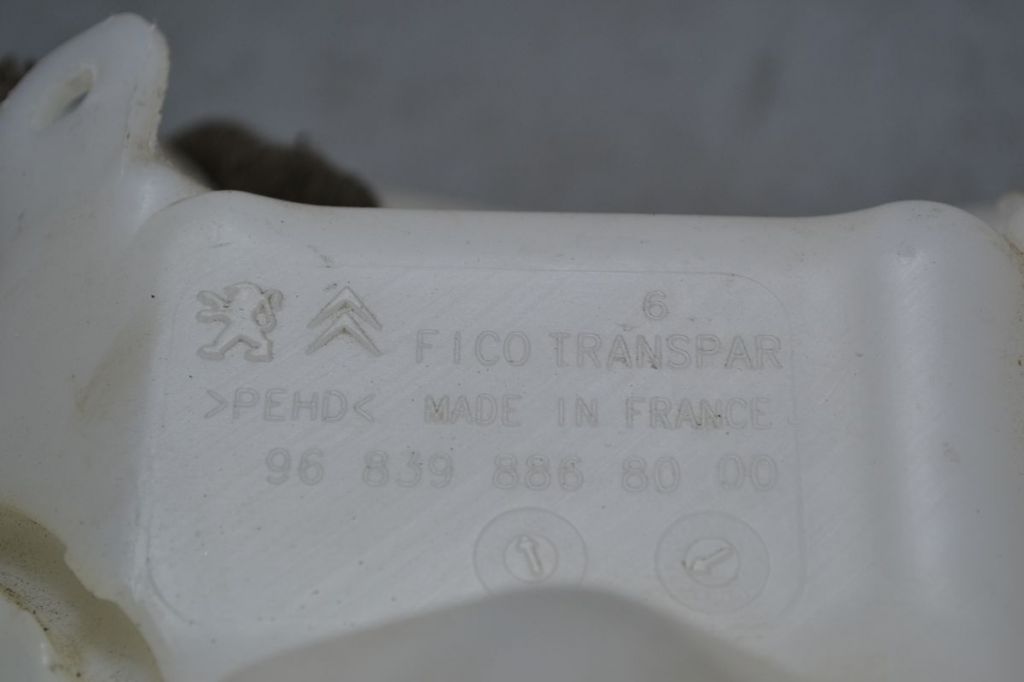 6
FICO TRANSPAR
>PEHD< MADE IN FRANCE
96 839 886 80 00